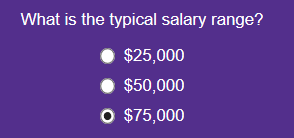 What is the typical salary range?
$25,000
$50,000
$75,000